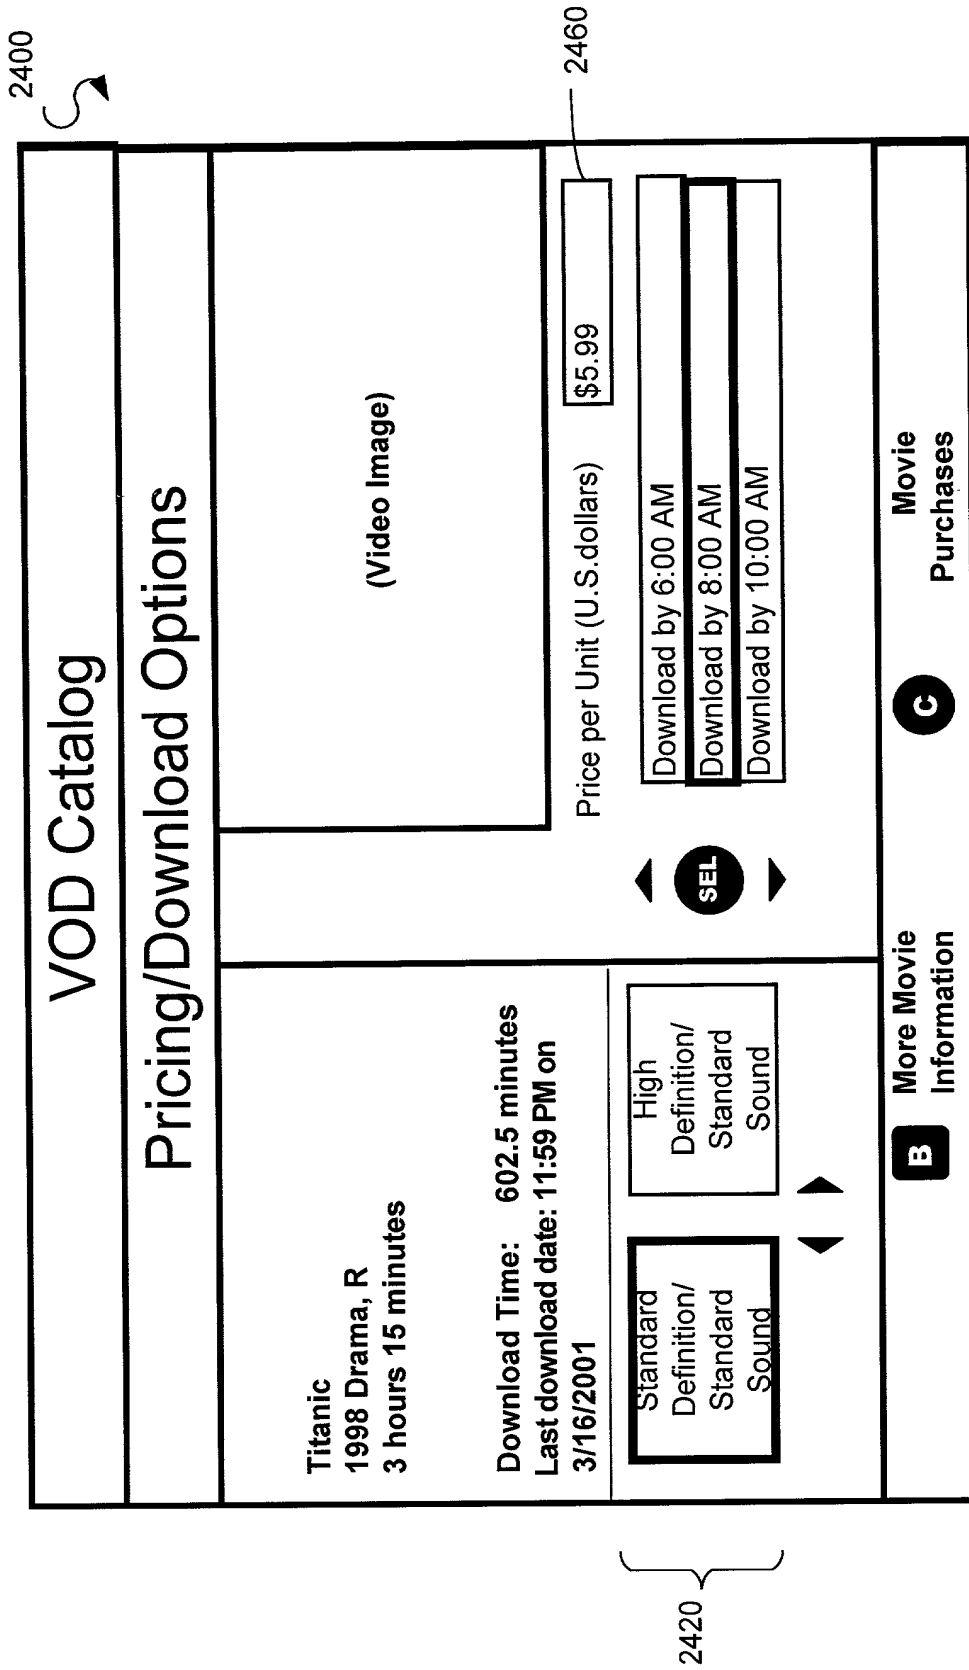 2400
VOD Catalog
Pricing/Download Options
Titanic
1998 Drama, R
3 hours 15 minutes
Download Time: 602.5 minutes
Last download date: 11:59 PM on
3/16/2001
(Video Image)
Price per Unit (U.S.dollars)
$5.99
2460
2420
Standard
Definition/
Standard
Sound
High
Definition/
Standard
Sound
SEL
Download by 6:00 AM
Download by 8:00 AM
Download by 10:00 AM
B
More Movie
Information
C
Movie
Purchases